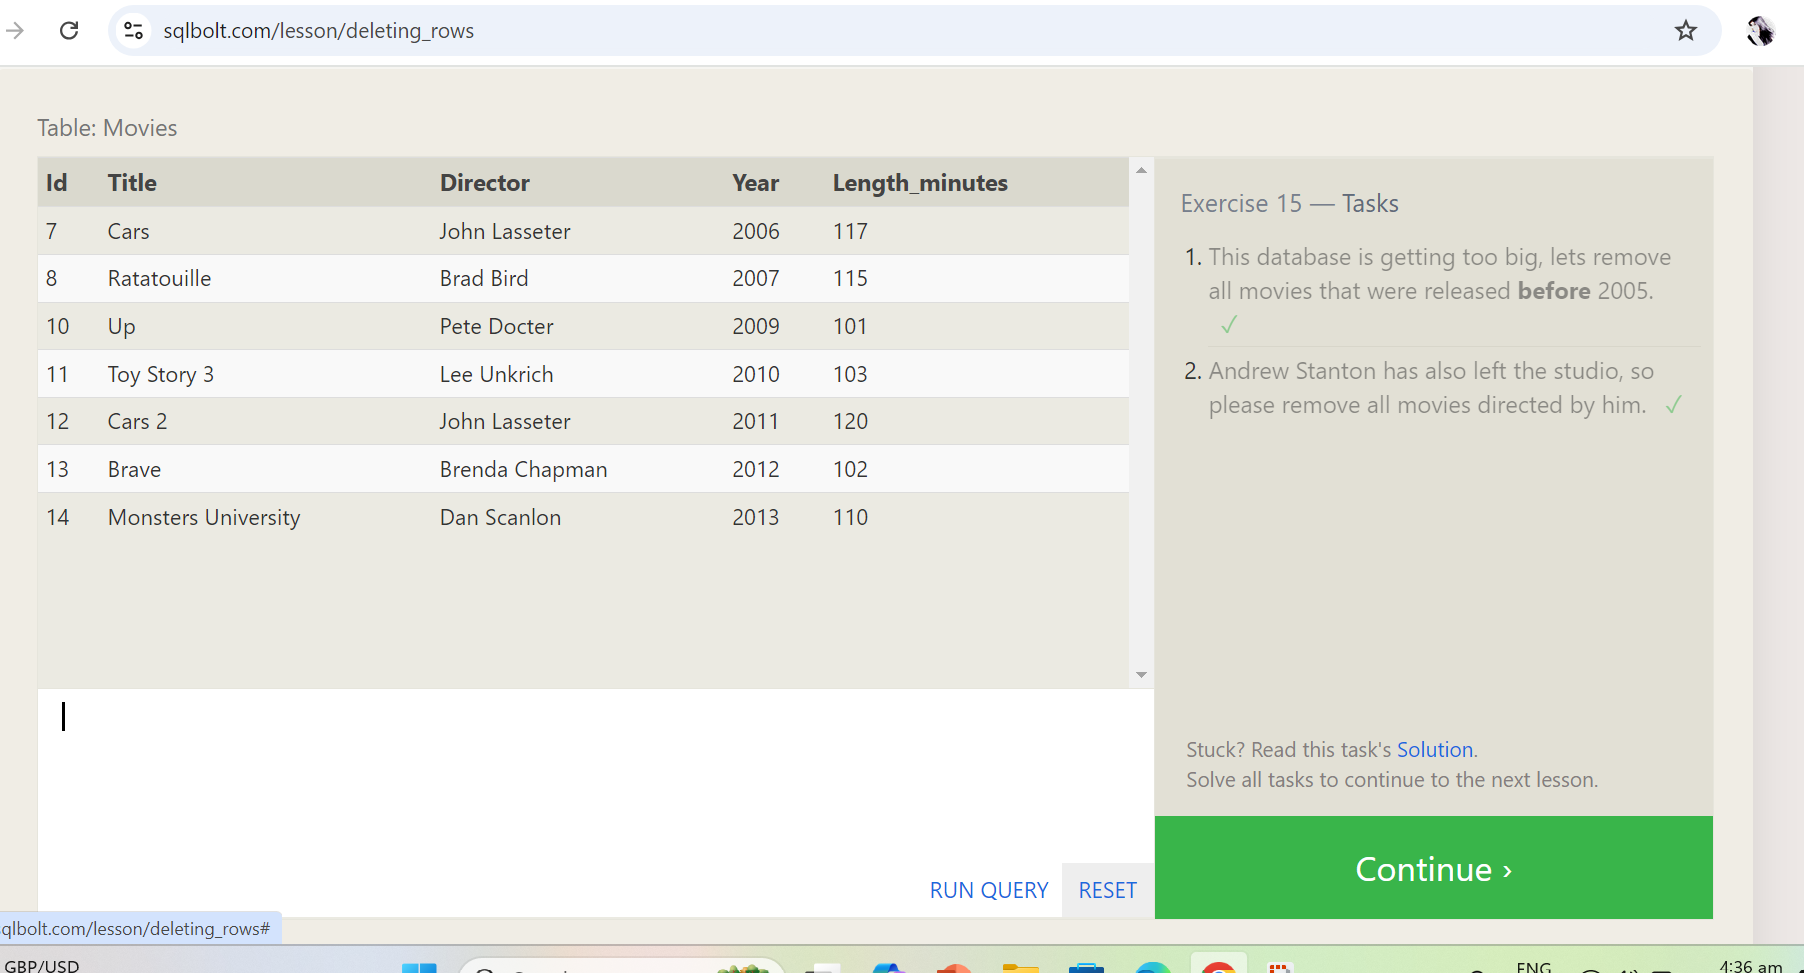 sqlbolt.com/lesson/deleting_rows
Table: Movies
Id Title Director Year Length_minutes
7 Cars John Lasseter 2006 117
8 Ratatouille Brad Bird 2007 115
10 Up Pete Docter 2009 101
11 Toy Story 3 Lee Unkrich 2010 103
12 Cars 2 John Lasseter 2011 120
13 Brave Brenda Chapman 2012 102
14 Monsters University Dan Scanlon 2013 110
Exercise 15 — Tasks
1. This database is getting too big, lets remove
all movies that were released before 2005.
✓
2. Andrew Stanton has also left the studio, so
please remove all movies directed by him. ✓
Stuck? Read this task's Solution.
Solve all tasks to continue to the next lesson.
RUN QUERY RESET
Continue ›
qlbolt.com/lesson/deleting_rows#
GBP/USD
ENG
4:36 am